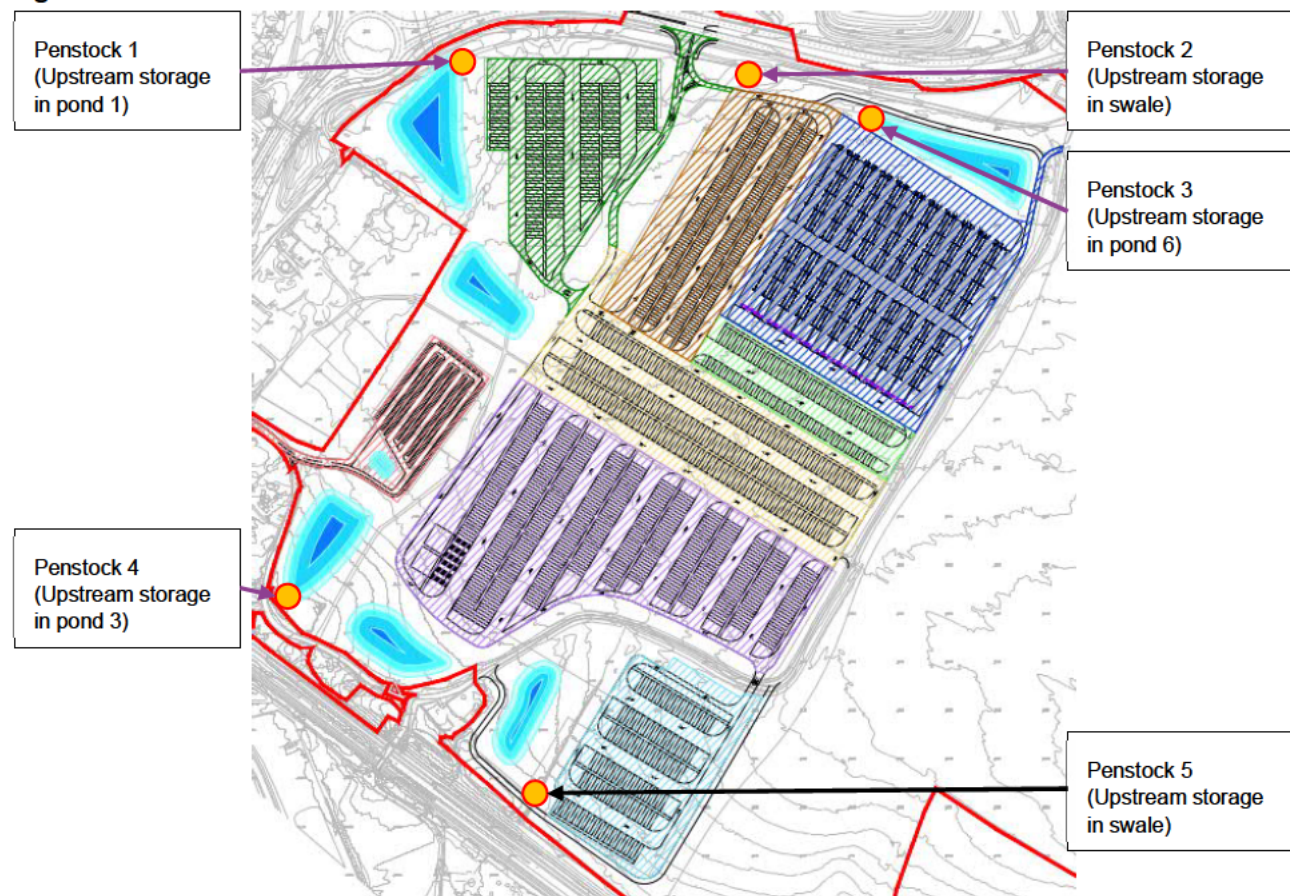 Penstock 1
(Upstream storage
in pond 1)
Penstock 2
(Upstream storage
in swale)
Penstock 3
(Upstream storage
in pond 6)
Penstock 4
(Upstream storage
in pond 3)
Penstock 5
(Upstream storage
in swale)